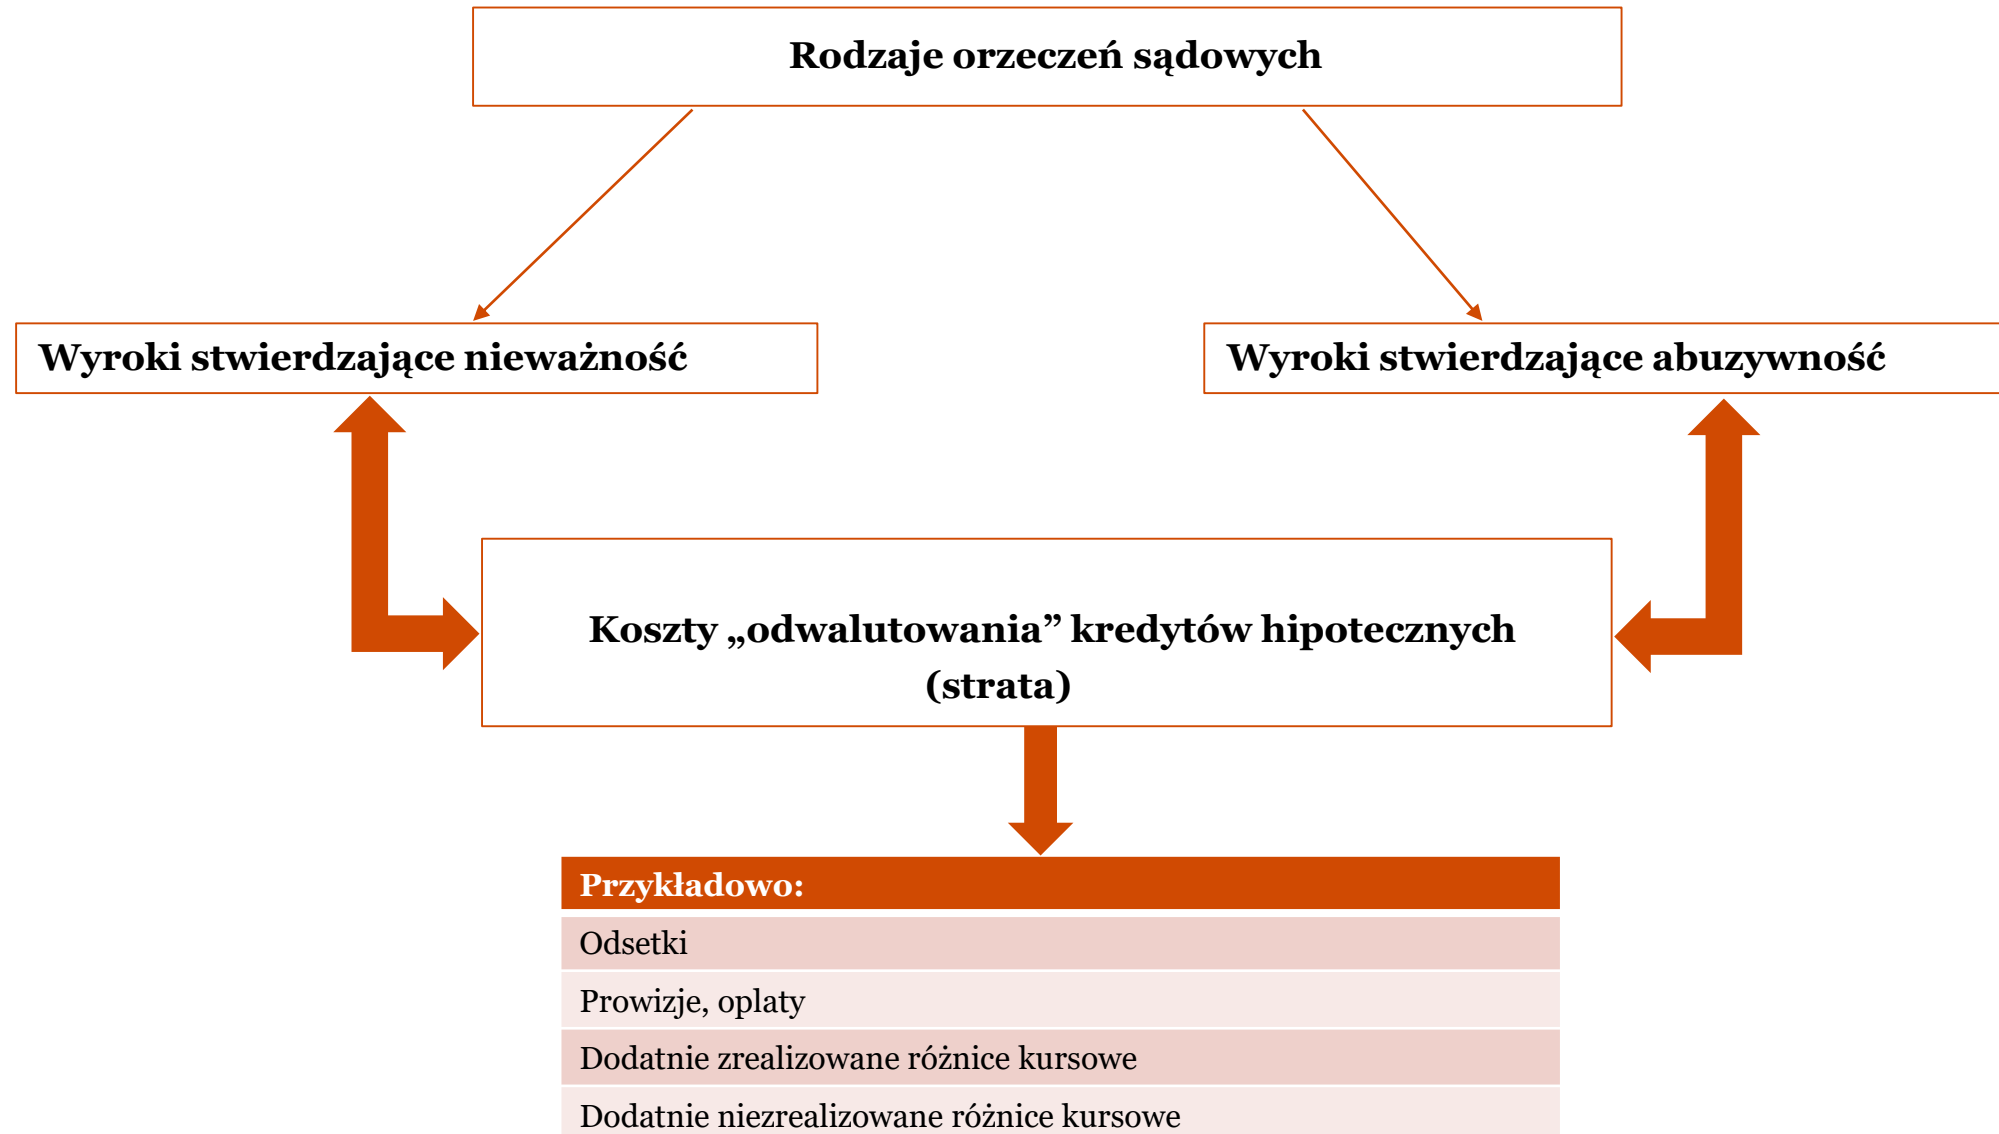 Rodzaje orzeczeń sądowych
Wyroki stwierdzające nieważność
Wyroki stwierdzające abuzywność
Koszty „odwalutowania” kredytów hipotecznych
(strata)
Przykładowo:
Odsetki
Prowizje, oplaty
Dodatnie zrealizowane różnice kursowe
Dodatnie niezrealizowane różnice kursowe